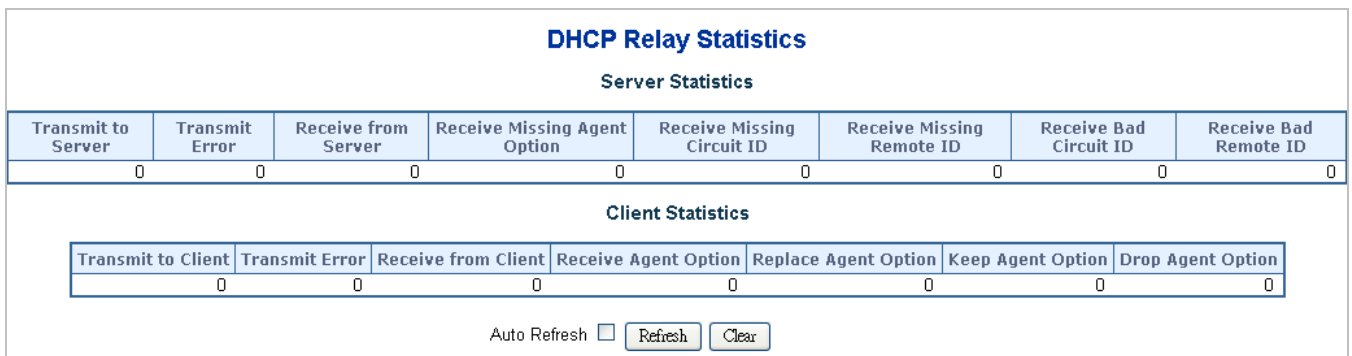 DHCP Relay Statistics
Server Statistics
Transmit to Server Transmit Error Receive from Server Receive Missing Agent Option Receive Missing Circuit ID Receive Missing Remote ID Receive Bad Circuit ID Receive Bad Remote ID
0 0 0 0 0 0 0 0
Client Statistics
Transmit to Client Transmit Error Receive from Client Receive Agent Option Replace Agent Option Keep Agent Option Drop Agent Option
0 0 0 0 0 0 0
Auto Refresh Refresh Clear